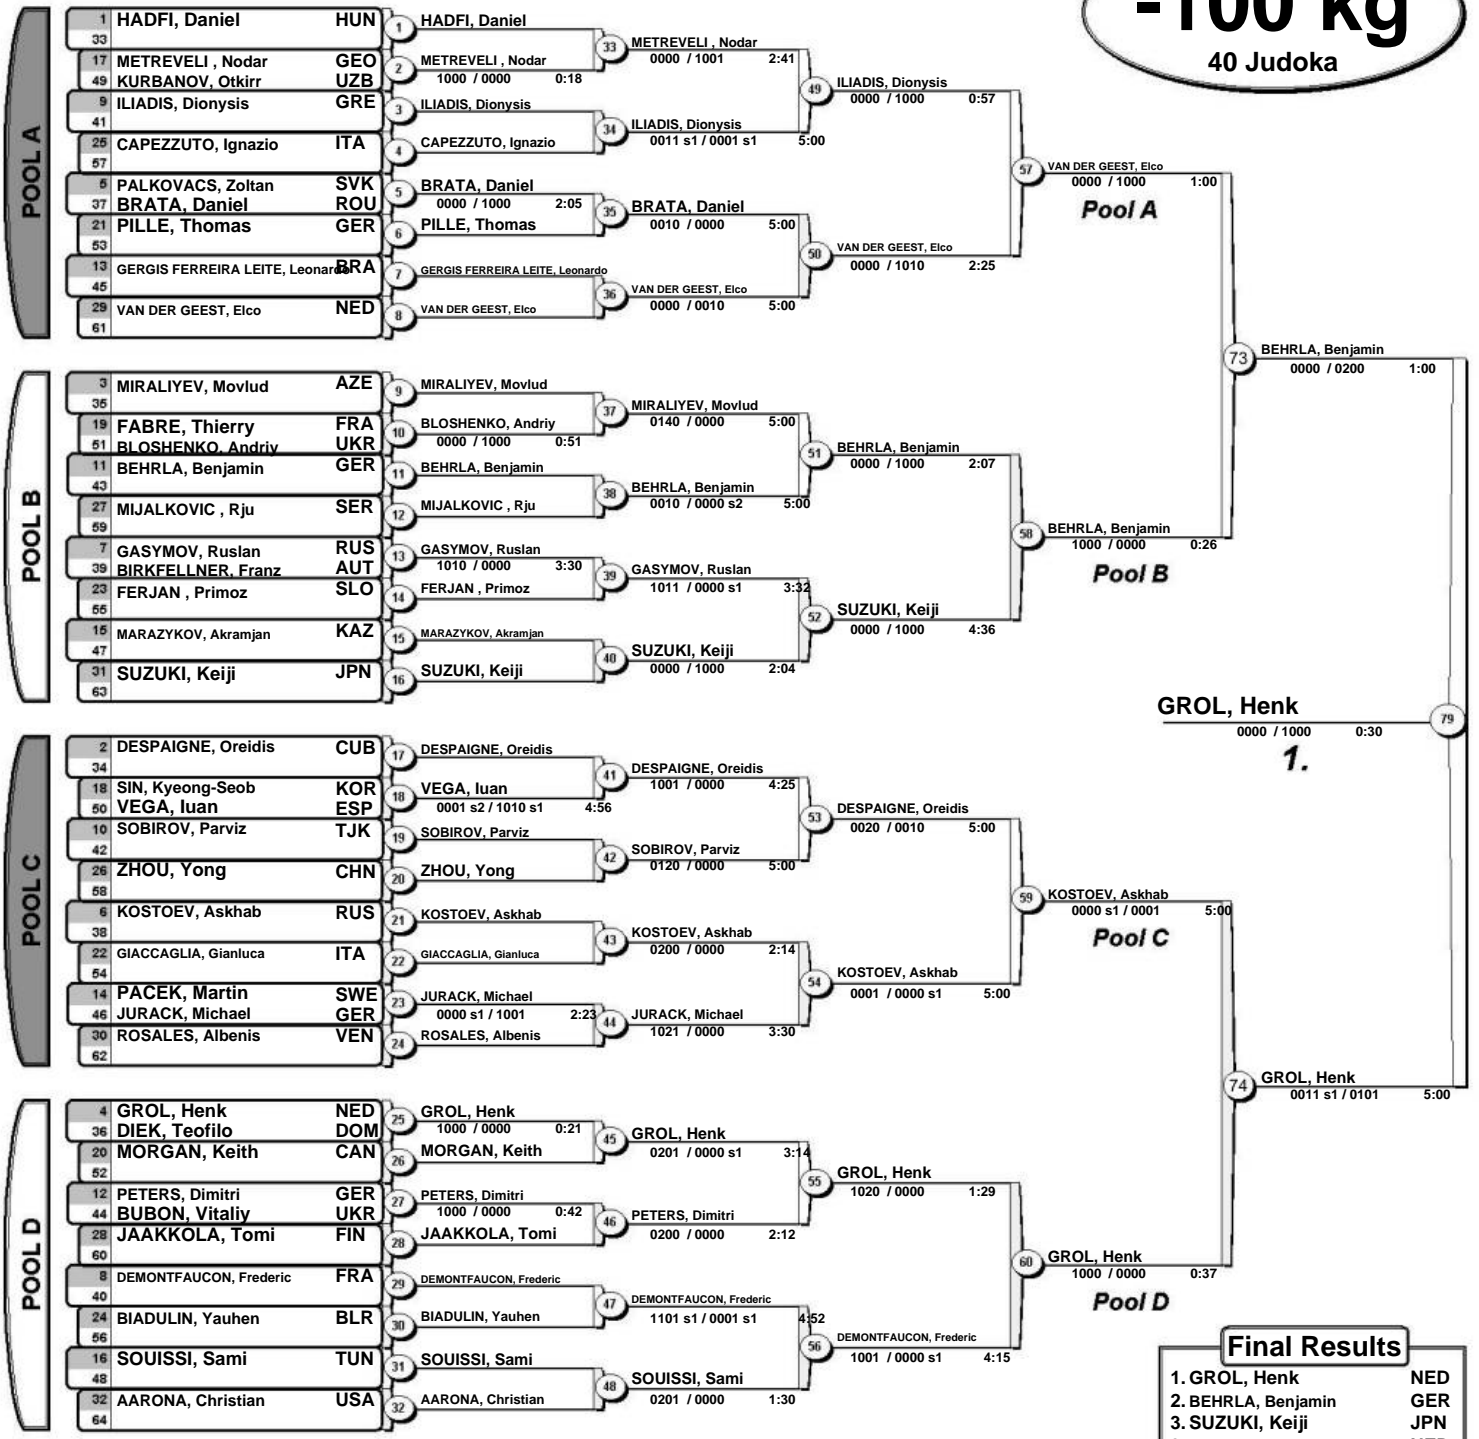 -100 kg
40 Judoka
POOL A
1 HADFI, Daniel HUN
33
17 METREVELI , Nodar GEO
49 KURBANOV, Otkirr UZB
9 ILIADIS, Dionysis GRE
41
25 CAPEZZUTO, Ignazio ITA
57
5 PALKOVACS, Zoltan SVK
37 BRATA, Daniel ROU
21 PILLE, Thomas GER
53
13 GERGIS FERREIRA LEITE, Leonardo BRA
45
29 VAN DER GEEST, Elco NED
61
1 HADFI, Daniel
2 METREVELI , Nodar
1000 / 0000 0:18
3 ILIADIS, Dionysis
4 CAPEZZUTO, Ignazio
5 BRATA, Daniel
0000 / 1000 2:05
6 PILLE, Thomas
7 GERGIS FERREIRA LEITE, Leonardo
8 VAN DER GEEST, Elco
33 METREVELI , Nodar
0000 / 1001 2:41
34 ILIADIS, Dionysis
0011 s1 / 0001 s1 5:00
35 BRATA, Daniel
0010 / 0000 5:00
36 VAN DER GEEST, Elco
0000 / 0010 5:00
49 ILIADIS, Dionysis
0000 / 1000 0:57
50 VAN DER GEEST, Elco
0000 / 1010 2:25
57 VAN DER GEEST, Elco
0000 / 1000 1:00
Pool A
POOL B
3 MIRALIYEV, Movlud AZE
35
19 FABRE, Thierry FRA
51 BLOSHENKO, Andriy UKR
11 BEHRLA, Benjamin GER
43
27 MIJALKOVIC , Rju SER
59
7 GASYMOV, Ruslan RUS
39 BIRKFELLNER, Franz AUT
23 FERJAN , Primoz SLO
55
15 MARAZYKOV, Akramjan KAZ
47
31 SUZUKI, Keiji JPN
63
9 MIRALIYEV, Movlud
10 BLOSHENKO, Andriy
0000 / 1000 0:51
11 BEHRLA, Benjamin
12 MIJALKOVIC , Rju
13 GASYMOV, Ruslan
1010 / 0000 3:30
14 FERJAN , Primoz
15 MARAZYKOV, Akramjan
16 SUZUKI, Keiji
37 MIRALIYEV, Movlud
0140 / 0000 5:00
38 BEHRLA, Benjamin
0010 / 0000 s2 5:00
39 GASYMOV, Ruslan
1011 / 0000 s1 3:32
40 SUZUKI, Keiji
0000 / 1000 2:04
51 BEHRLA, Benjamin
0000 / 1000 2:07
52 SUZUKI, Keiji
0000 / 1000 4:36
58 BEHRLA, Benjamin
1000 / 0000 0:26
Pool B
73 BEHRLA, Benjamin
0000 / 0200 1:00
GROL, Henk 79
0000 / 1000 0:30
1.
POOL C
2 DESPAIGNE, Oreidis CUB
34
18 SIN, Kyeong-Seob KOR
50 VEGA, Iuan ESP
10 SOBIROV, Parviz TJK
42
26 ZHOU, Yong CHN
58
6 KOSTOEV, Askhab RUS
38
22 GIACCAGLIA, Gianluca ITA
54
14 PACEK, Martin SWE
46 JURACK, Michael GER
30 ROSALES, Albenis VEN
62
17 DESPAIGNE, Oreidis
18 VEGA, Iuan
0001 s2 / 1010 s1 4:56
19 SOBIROV, Parviz
20 ZHOU, Yong
21 KOSTOEV, Askhab
22 GIACCAGLIA, Gianluca
23 JURACK, Michael
0000 s1 / 1001 2:23
24 ROSALES, Albenis
41 DESPAIGNE, Oreidis
1001 / 0000 4:25
42 SOBIROV, Parviz
0120 / 0000 5:00
43 KOSTOEV, Askhab
0200 / 0000 2:14
44 JURACK, Michael
1021 / 0000 3:30
53 DESPAIGNE, Oreidis
0020 / 0010 5:00
54 KOSTOEV, Askhab
0001 / 0000 s1 5:00
59 KOSTOEV, Askhab
0000 s1 / 0001 5:00
Pool C
POOL D
4 GROL, Henk NED
36 DIEK, Teofilo DOM
20 MORGAN, Keith CAN
52
12 PETERS, Dimitri GER
44 BUBON, Vitaliy UKR
28 JAAKKOLA, Tomi FIN
60
8 DEMONTFAUCON, Frederic FRA
40
24 BIADULIN, Yauhen BLR
56
16 SOUISSI, Sami TUN
48
32 AARONA, Christian USA
64
25 GROL, Henk
1000 / 0000 0:21
26 MORGAN, Keith
27 PETERS, Dimitri
1000 / 0000 0:42
28 JAAKKOLA, Tomi
29 DEMONTFAUCON, Frederic
30 BIADULIN, Yauhen
31 SOUISSI, Sami
32 AARONA, Christian
45 GROL, Henk
0201 / 0000 s1 3:14
46 PETERS, Dimitri
0200 / 0000 2:12
47 DEMONTFAUCON, Frederic
1101 s1 / 0001 s1 4:52
48 SOUISSI, Sami
0201 / 0000 1:30
55 GROL, Henk
1020 / 0000 1:29
56 DEMONTFAUCON, Frederic
1001 / 0000 s1 4:15
60 GROL, Henk
1000 / 0000 0:37
Pool D
74 GROL, Henk
0011 s1 / 0101 5:00
Final Results
1. GROL, Henk NED
2. BEHRLA, Benjamin GER
3. SUZUKI, Keiji JPN